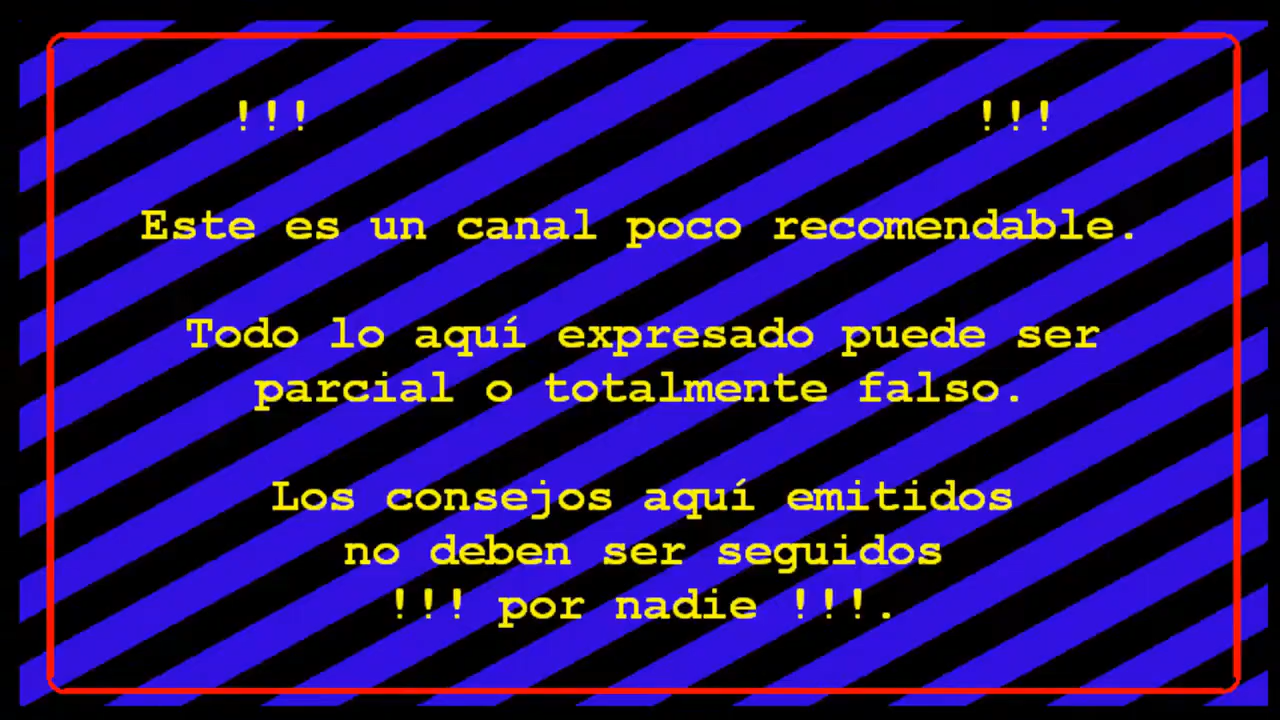 !!! !!!
Este es un canal poco recomendable.
Todo lo aquí expresado puede ser
parcial o totalmente falso.
Los consejos aquí emitidos
no deben ser seguidos
!!! por nadie !!!.